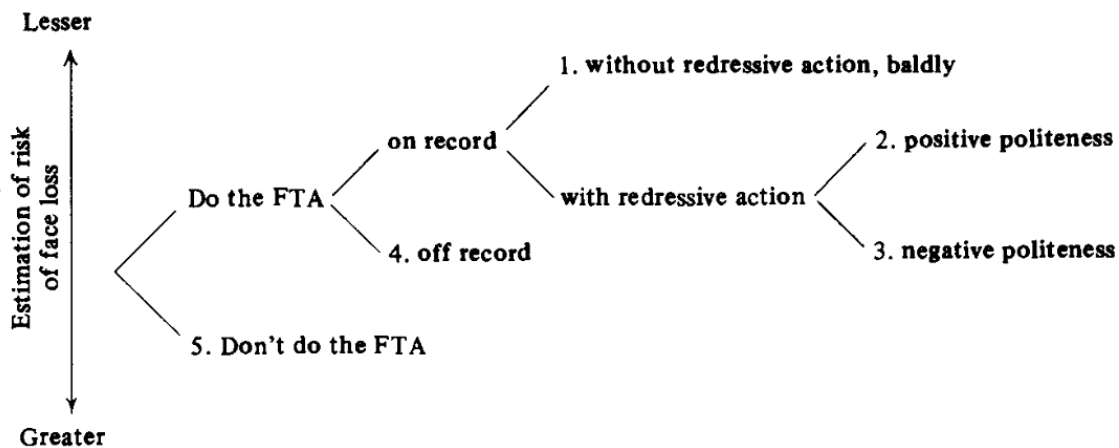 Lesser
Estimation of risk
of face loss
1. without redressive action, baldly
on record
2. positive politeness
Do the FTA
with redressive action
4. off record
3. negative politeness
5. Don't do the FTA
Greater